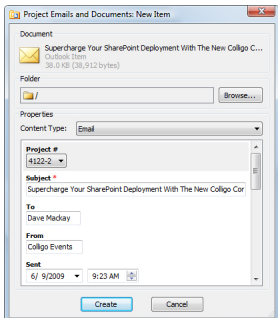 Project Emails and Documents: New Item
Document
Supercharge Your SharePoint Deployment With The New Colligo C...
Outlook Item
38.0 KB (38,912 bytes)
Folder
/
Browse...
Properties
Content Type: Email
Project #
4122-2
Subject *
Supercharge Your SharePoint Deployment With The New Colligo Cor
To
Dave Mackay
From
Colligo Events
Sent
6/ 9/2009 9:23 AM
Create Cancel